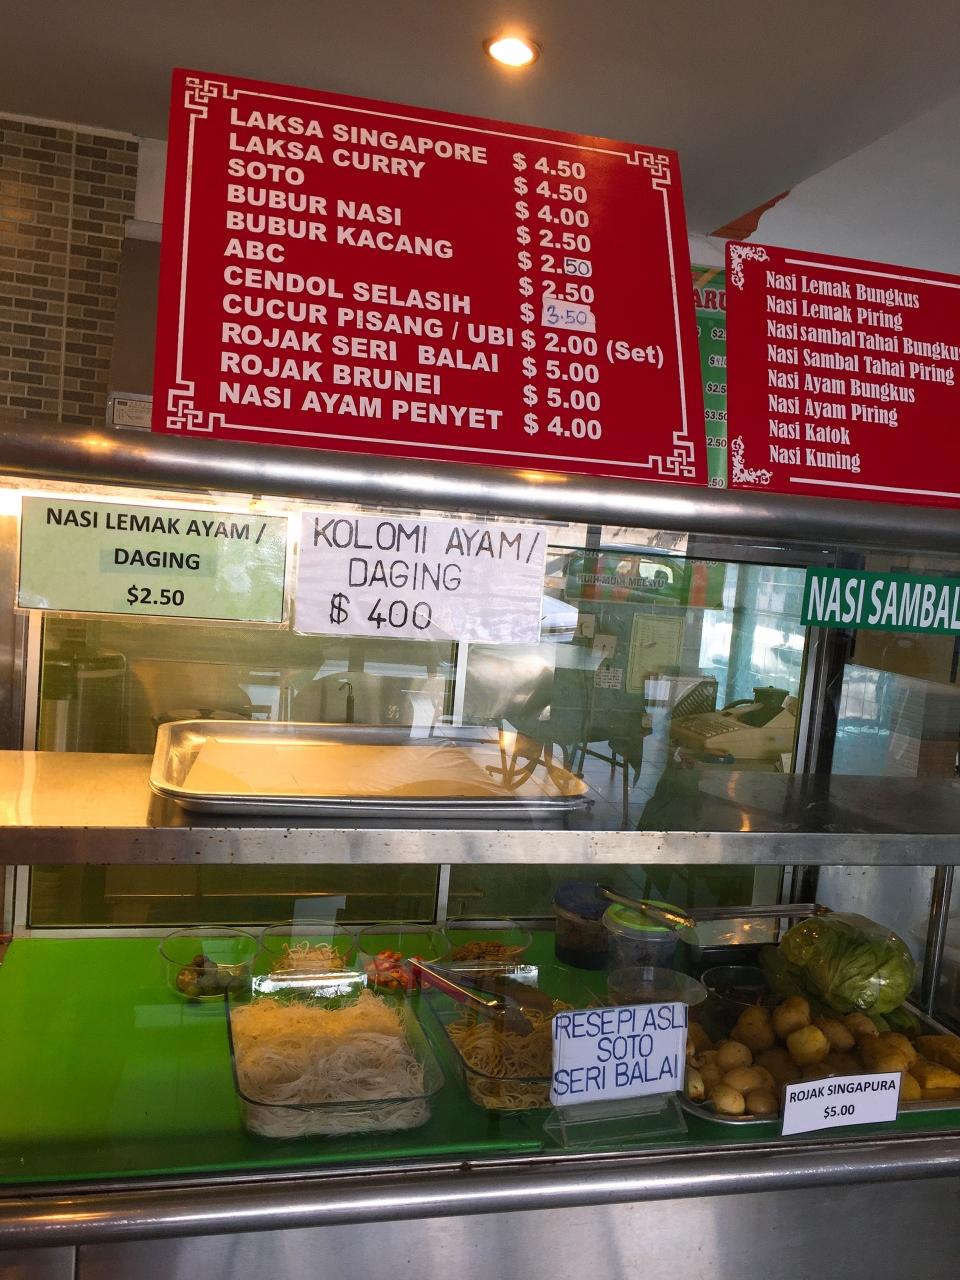 LAKSA SINGAPORE $ 4.50
LAKSA CURRY $ 4.50
SOTO $ 4.00
BUBUR NASI $ 2.50
BUBUR KACANG $ 2.50
ABC $ 2.50
CENDOL SELASIH $ 3.50
CUCUR PISANG / UBI $ 2.00 (Set)
ROJAK SERI BALAI $ 5.00
ROJAK BRUNEI $ 5.00
NASI AYAM PENYET $ 4.00
Nasi Lemak Bungkus
Nasi Lemak Piring
Nasi sambal Tahai Bungkus
Nasi Sambal Tahai Piring
Nasi Ayam Bungkus
Nasi Ayam Piring
Nasi Katok
Nasi Kuning
NASI LEMAK AYAM /
DAGING
$2.50
KOLOMI AYAM/
DAGING
$ 400
NASI SAMBAL
RESEPI ASLI
SOTO
SERI BALAI
ROJAK SINGAPURA
$5.00